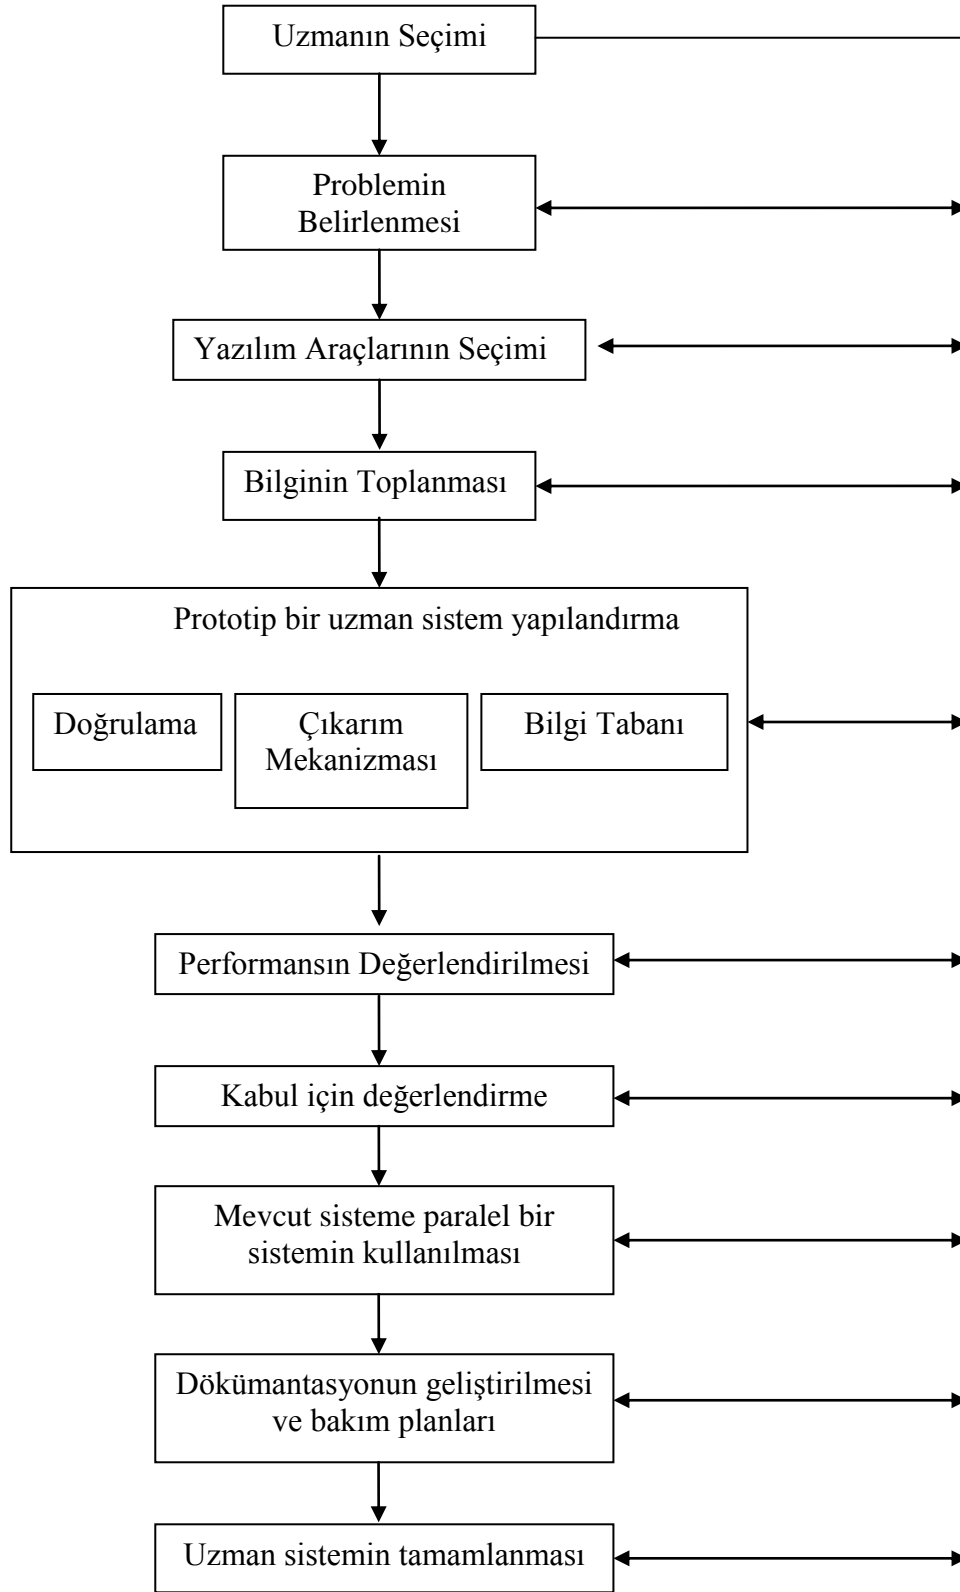 Uzmanın Seçimi
Problemin
Belirlenmesi
Yazılım Araçlarının Seçimi
Bilginin Toplanması
Prototip bir uzman sistem yapılandırma
Doğrulama
Çıkarım
Mekanizması
Bilgi Tabanı
Performansın Değerlendirilmesi
Kabul için değerlendirme
Mevcut sisteme paralel bir
sistemin kullanılması
Dökümantasyonun geliştirilmesi
ve bakım planları
Uzman sistemin tamamlanması